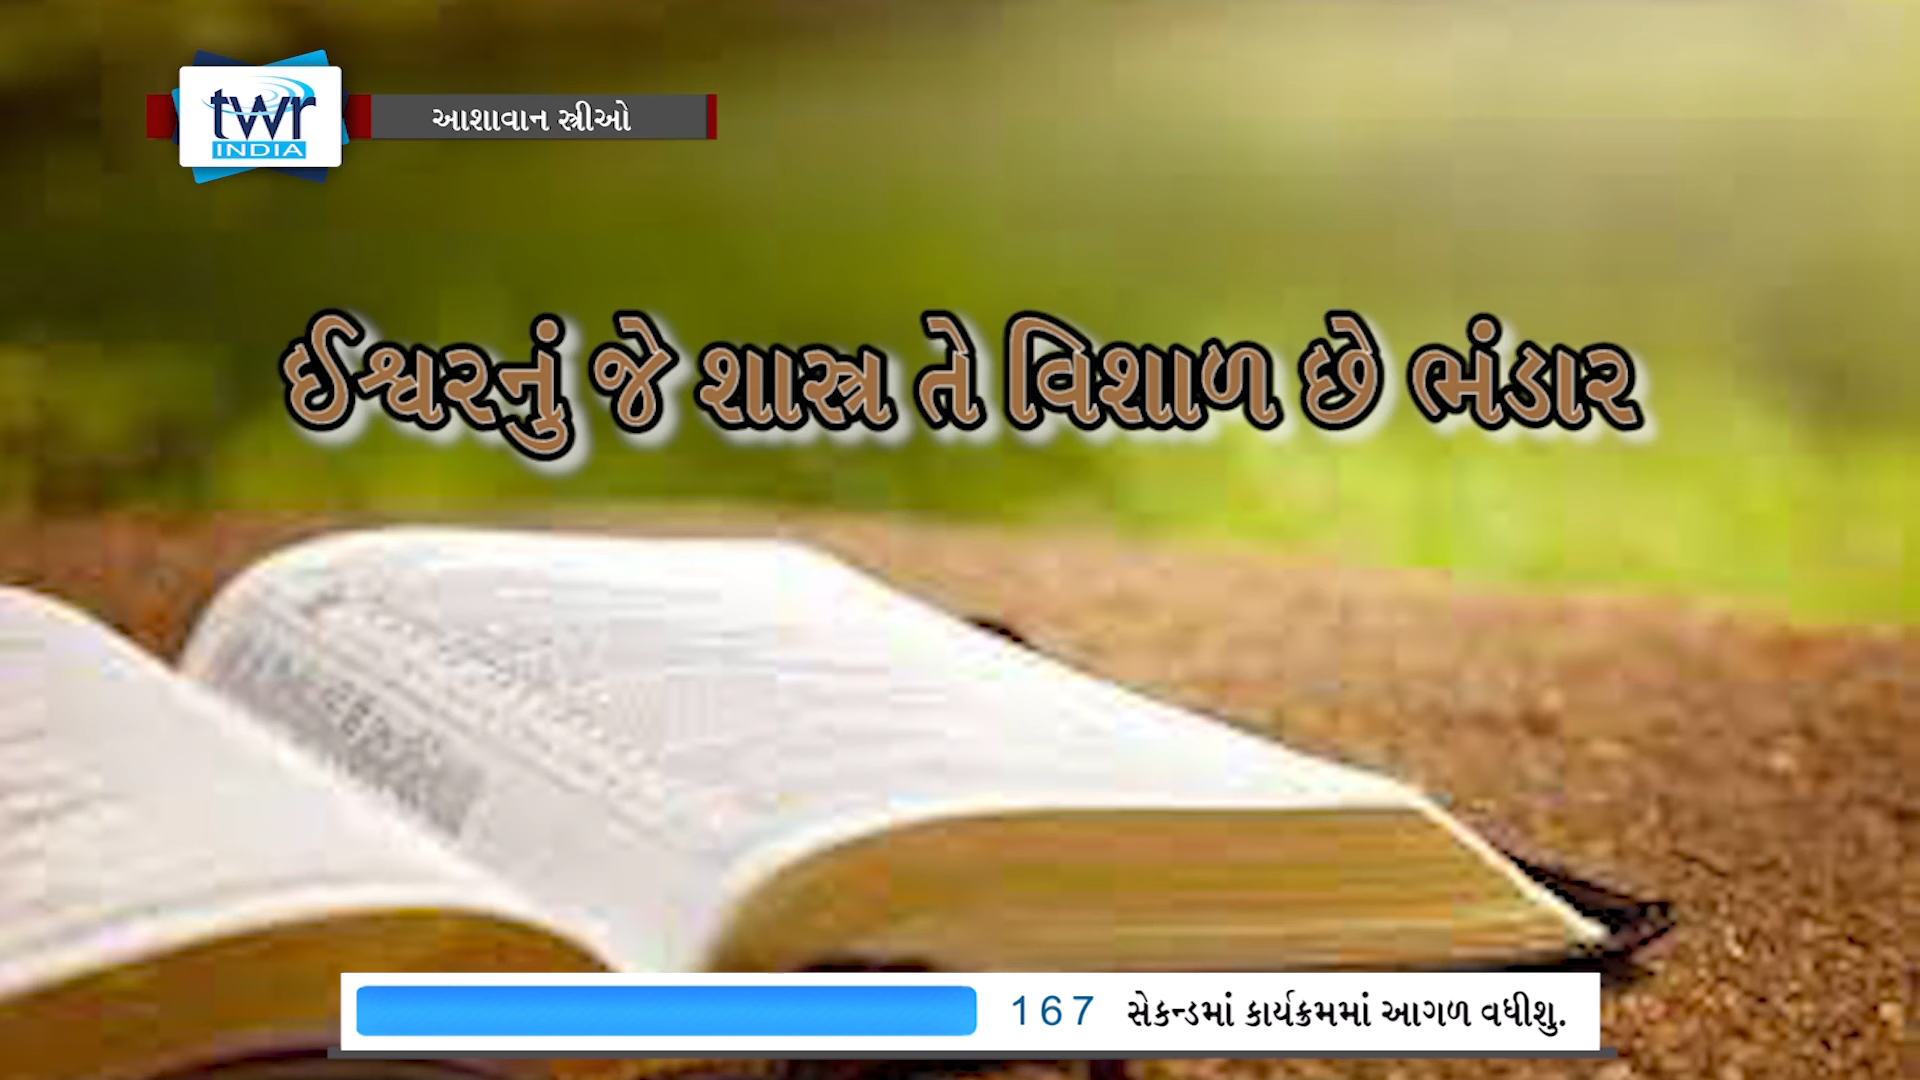 twr
INDIA
આશાવાન સ્ત્રીઓ
ઈશ્વરનું જે શાસ્ત્ર તે વિશાળ છે ભંડાર
167 સેકન્ડમાં કાર્યક્રમમાં આગળ વધીશુ.